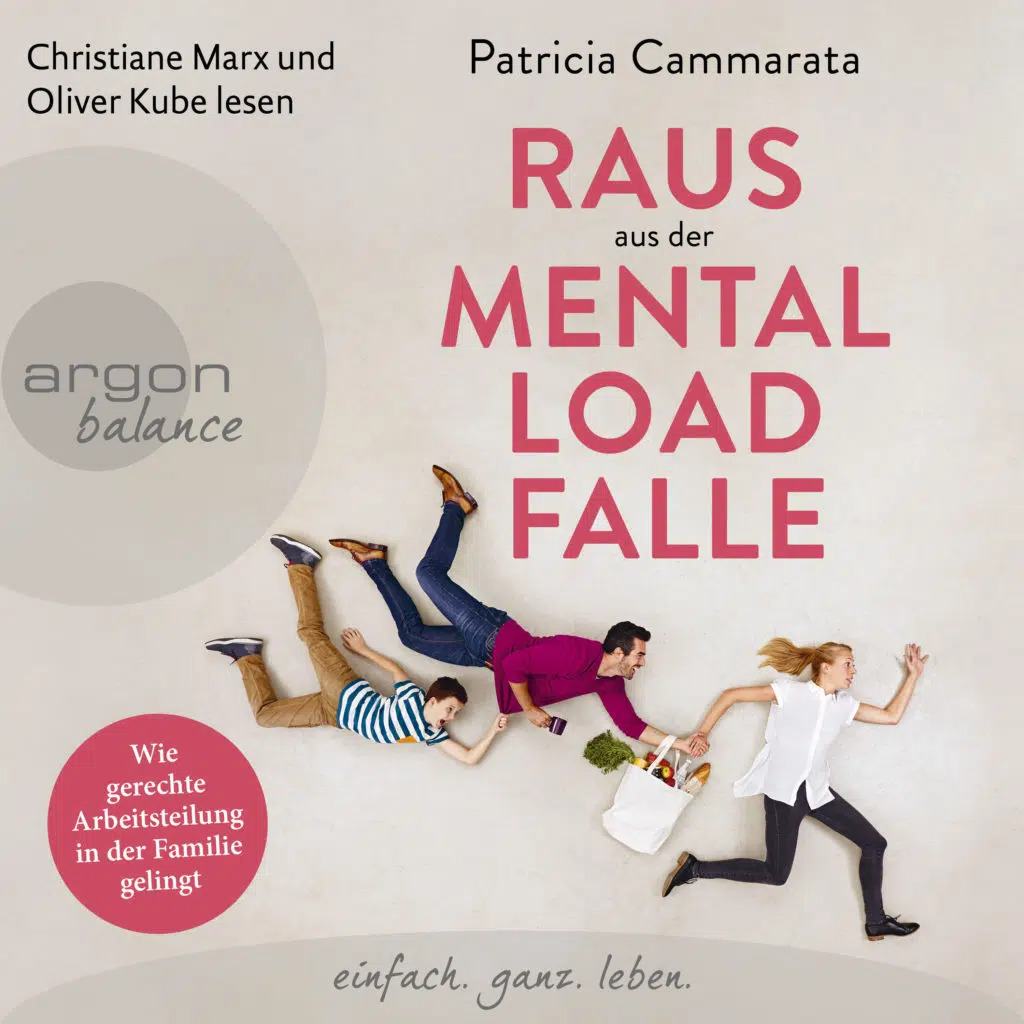 Christiane Marx und
Oliver Kube lesen
Patricia Cammarata
RAUS
aus der
MENTAL
LOAD
FALLE
argon
balance
Wie
gerechte
Arbeitsteilung
in der Familie
gelingt
einfach. ganz. leben.